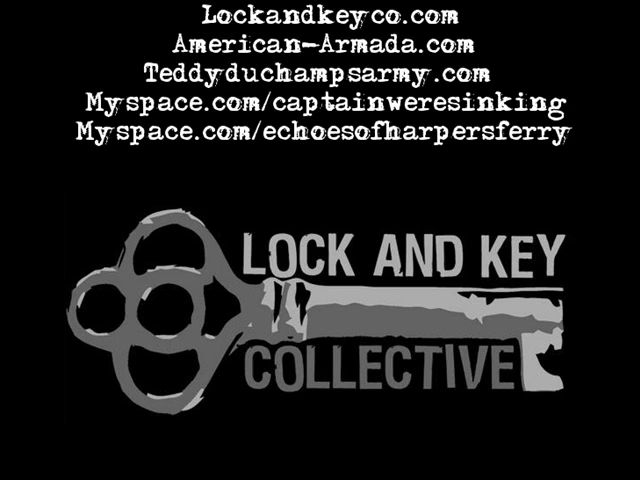 Lockandkeyco.com
American-Armada.com
Teddyduchampsarmy.com
Myspace.com/captainweresinking
Myspace.com/echoesofharpersferry
LOCK AND KEY
COLLECTIVE